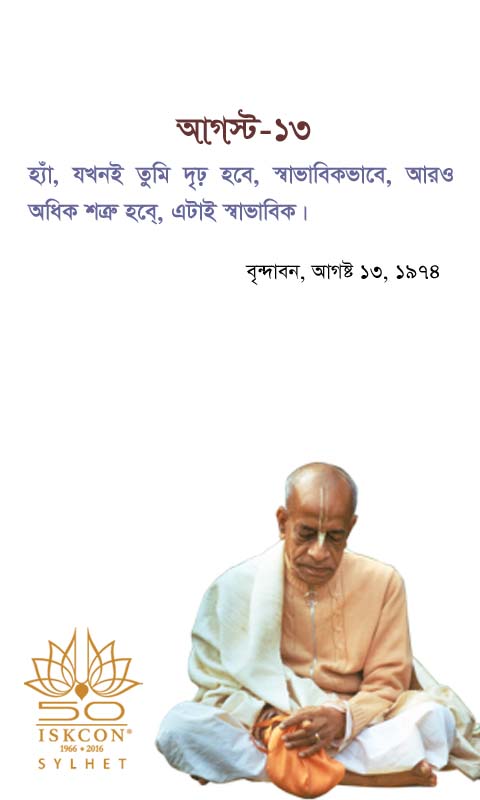 আগস্ট-১৩
হ্যাঁ, যখনই তুমি দৃঢ় হবে, স্বাভাবিকভাবে, আরও
অধিক শত্রু হবে্, এটাই স্বাভাবিক।
বৃন্দাবন, আগষ্ট ১৩, ১৯৭৪
50
ISKCON®
1966 • 2016
SYLHET